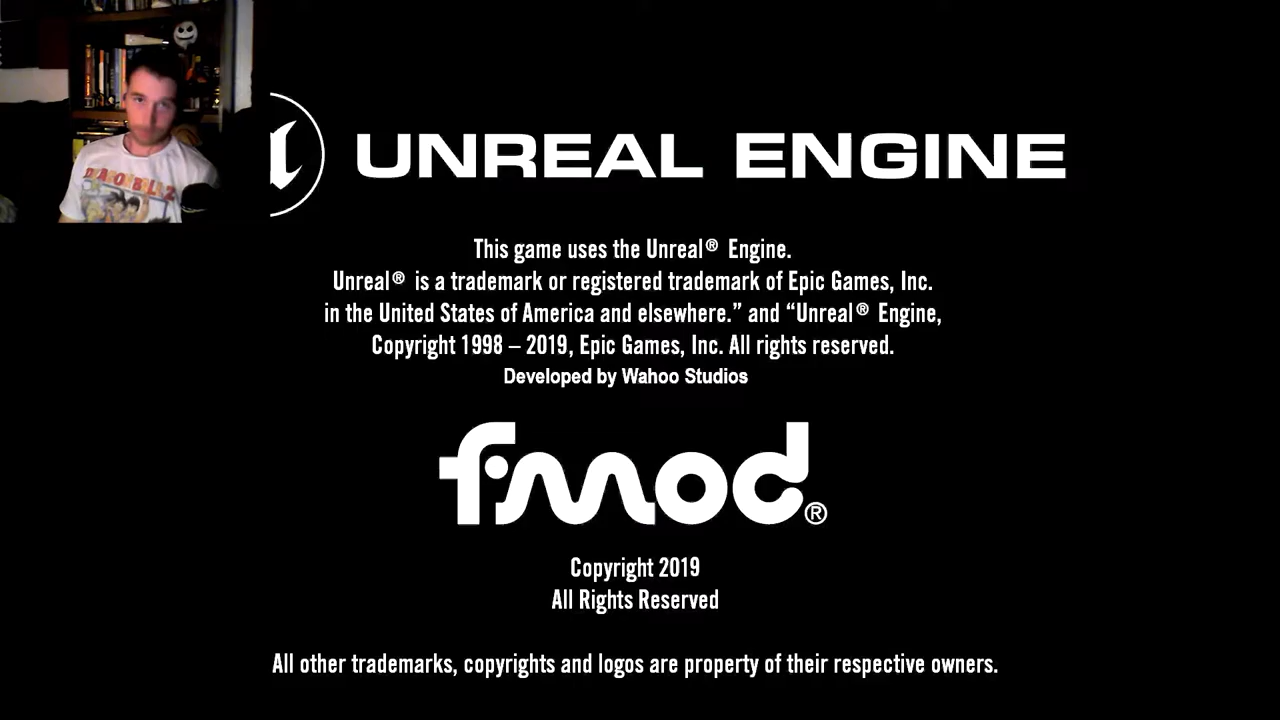 DRAGONBALL Z
UNREAL ENGINE
This game uses the Unreal® Engine.
Unreal® is a trademark or registered trademark of Epic Games, Inc.
in the United States of America and elsewhere.” and “Unreal® Engine,
Copyright 1998 – 2019, Epic Games, Inc. All rights reserved.
Developed by Wahoo Studios
fmod®
Copyright 2019
All Rights Reserved
All other trademarks, copyrights and logos are property of their respective owners.